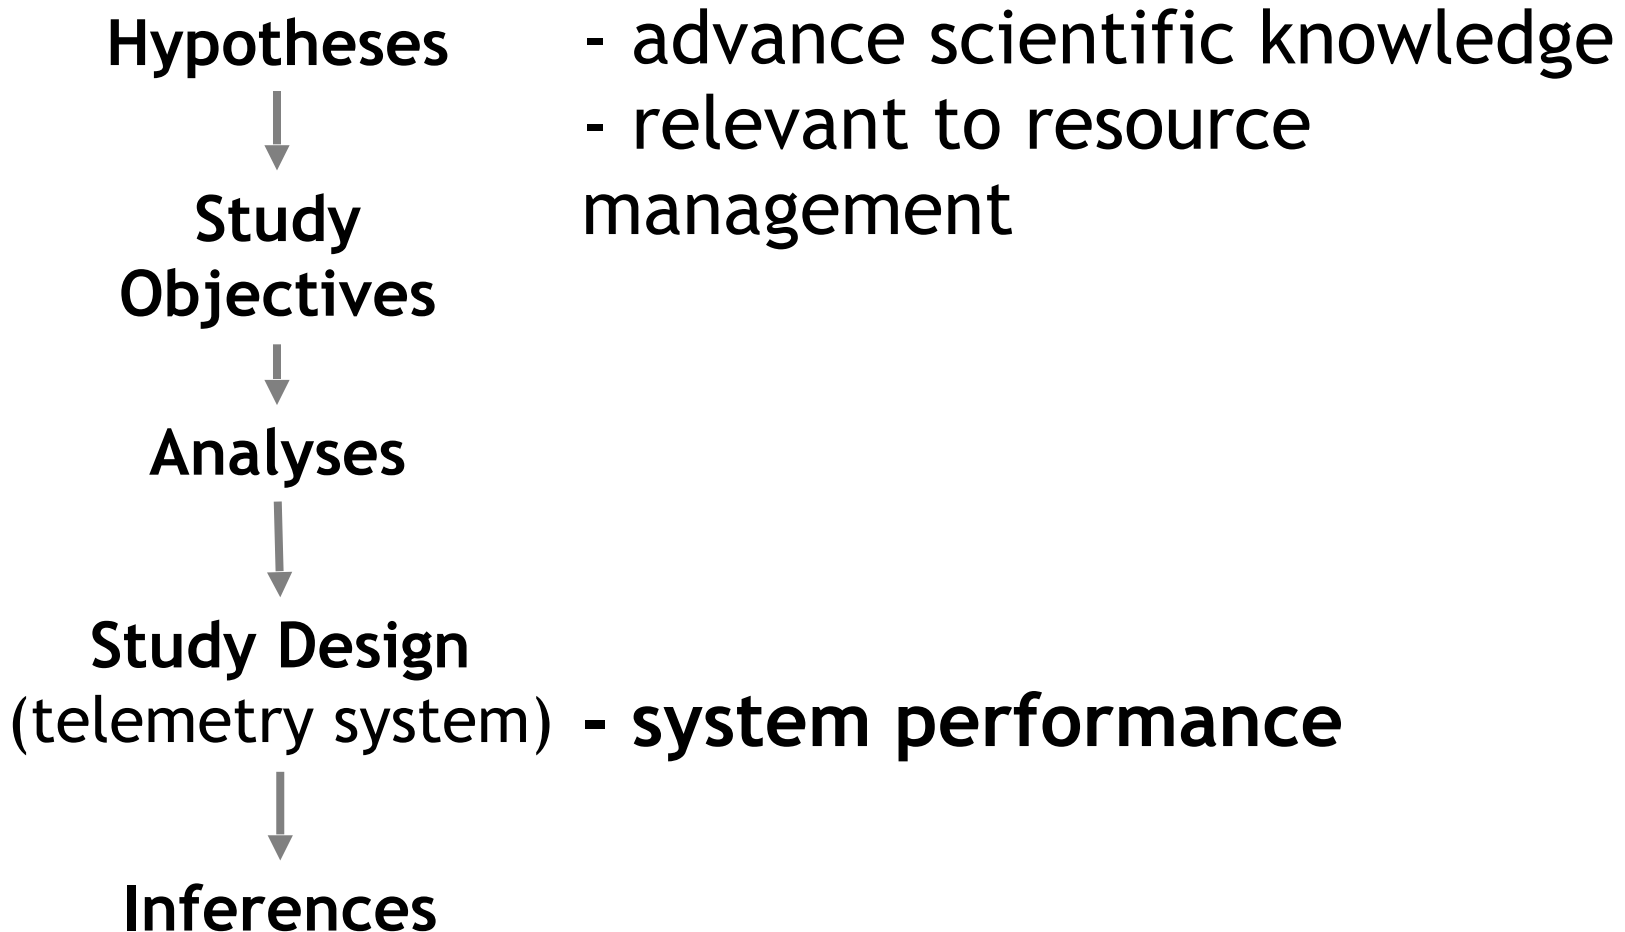 Hypotheses
- advance scientific knowledge
- relevant to resource
management
Study
Objectives
Analyses
Study Design
(telemetry system)
- system performance
Inferences